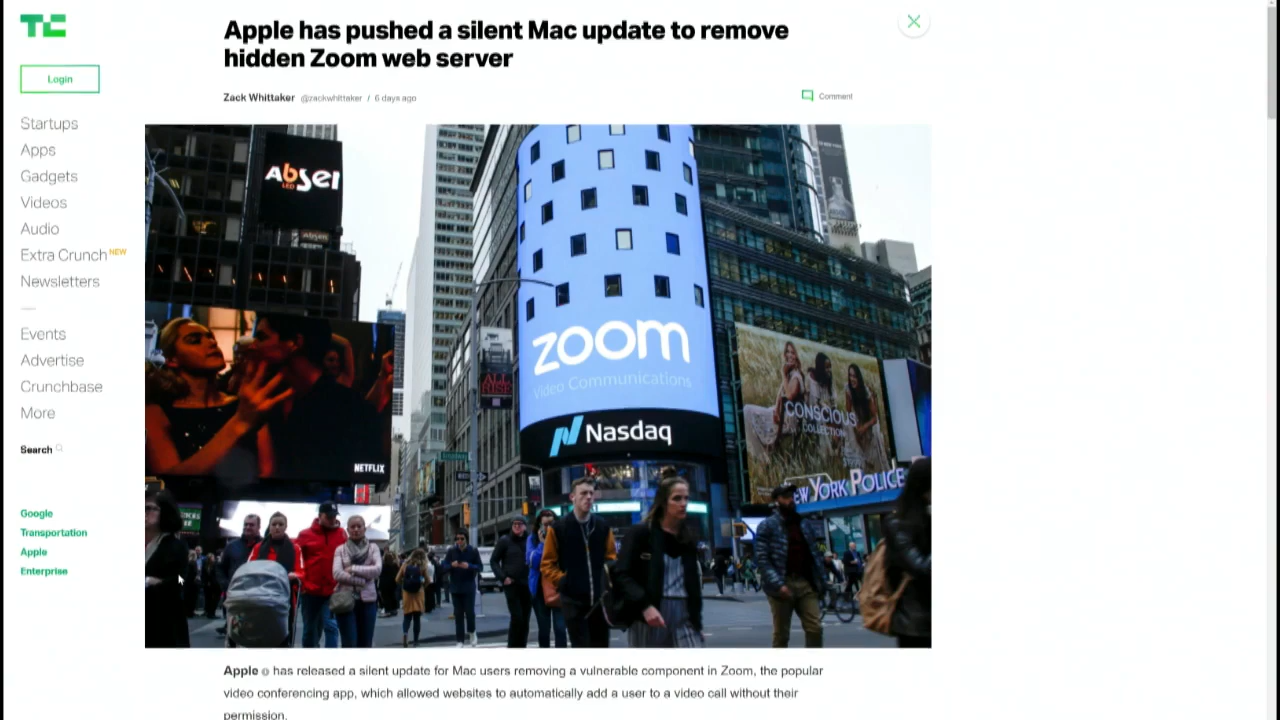 TC
Apple has pushed a silent Mac update to remove
hidden Zoom web server
Login
Zack Whittaker @zackwhittaker / 6 days ago
Comment
Startups
Apps
Gadgets
Videos
Audio
Extra Crunch NEW
Newsletters
Events
Advertise
Crunchbase
More
Search
Google
Transportation
Apple
Enterprise
Absen
LED
zoom
Video Communications
Nasdaq
CONSCIOUS
COLLECTION
NETFLIX
EW YORK POLICE
Apple has released a silent update for Mac users removing a vulnerable component in Zoom, the popular
video conferencing app, which allowed websites to automatically add a user to a video call without their
permission.